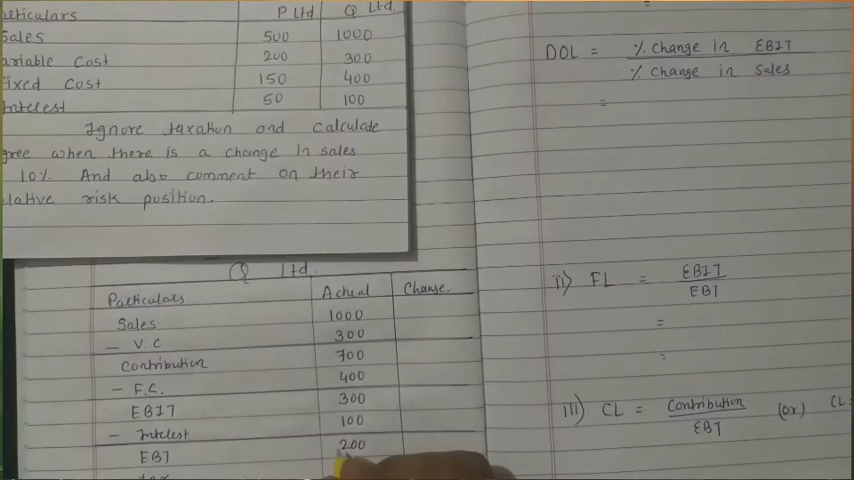 Particulars P Ltd Q Ltd.
Sales 500 1000
Variable Cost 200 300
Fixed Cost 150 400
Interest 50 100
Ignore taxation and calculate
gree when there is a change in sales
10%. And also comment on their
elative risk position.
Q Ltd.
Particulars Actual Change
Sales 1000
- V.C 300
Contribution 700
- F.C. 400
EBIT 300
- Interest 100
EBT 200
DOL = % change in EBIT
% change in sales
=
ii) FL = EBIT
EBT
=
=
iii) CL = Contribution (or) CL =
EBT